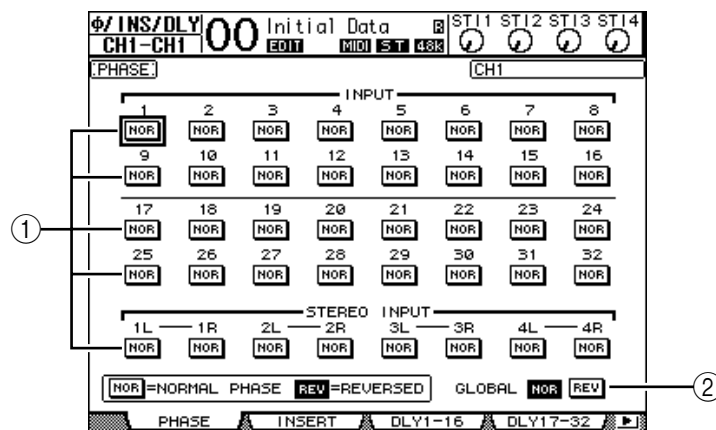 Φ/INS/DLY 00 Initial Data B STI1 STI2 STI3 STI4
CH1-CH1 EDIT MIDI ST 48k
PHASE CH1
INPUT
1 2 3 4 5 6 7 8
NOR NOR NOR NOR NOR NOR NOR NOR
9 10 11 12 13 14 15 16
NOR NOR NOR NOR NOR NOR NOR NOR
1
17 18 19 20 21 22 23 24
NOR NOR NOR NOR NOR NOR NOR NOR
25 26 27 28 29 30 31 32
NOR NOR NOR NOR NOR NOR NOR NOR
STEREO INPUT
1L 1R 2L 2R 3L 3R 4L 4R
NOR NOR NOR NOR NOR NOR NOR NOR
NOR=NORMAL PHASE REV=REVERSED GLOBAL NOR REV 2
PHASE INSERT DLY1-16 DLY17-32